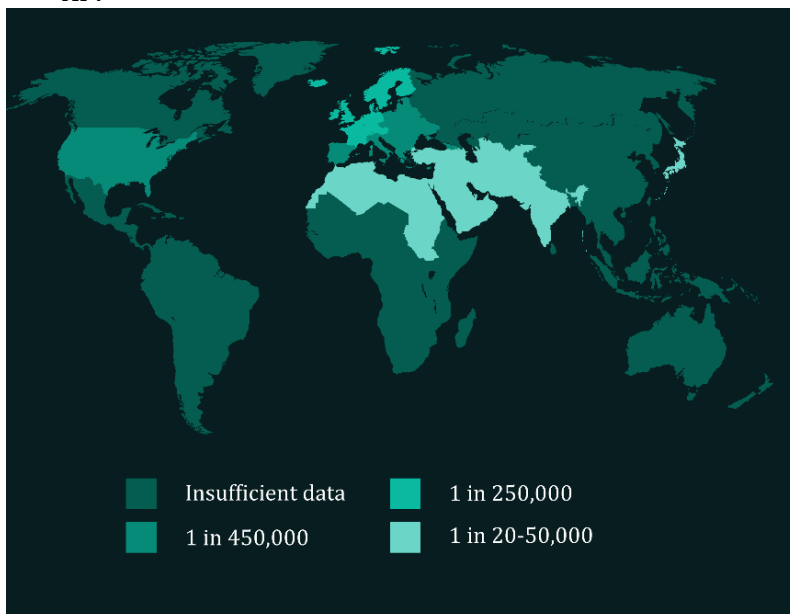 Insufficient data
1 in 450,000
1 in 250,000
1 in 20-50,000